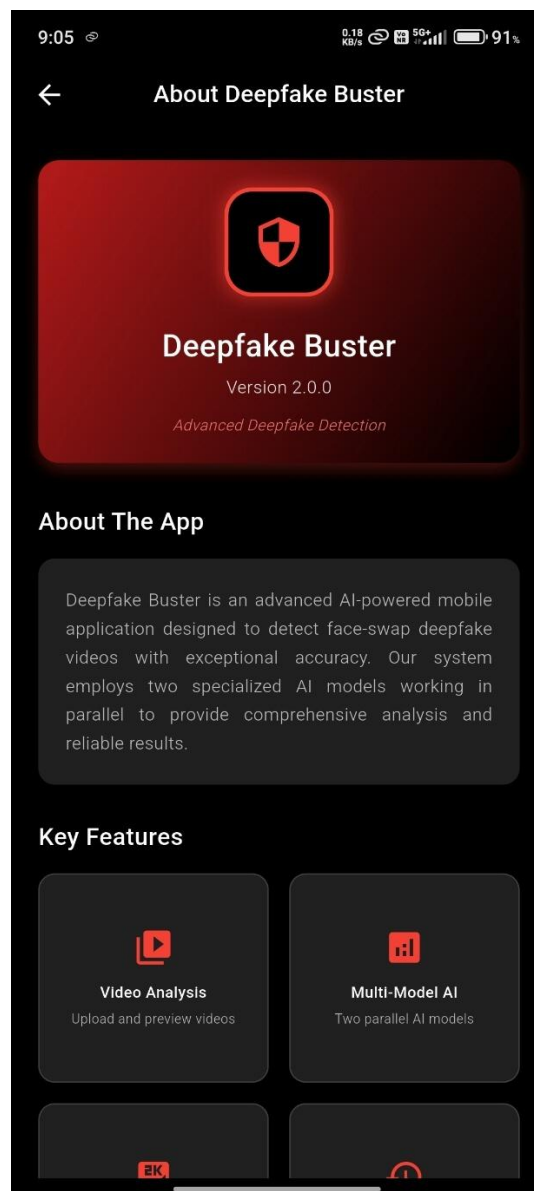 9:05 0.18 KB/s Vo NR 5G+ 91%
About Deepfake Buster
Deepfake Buster
Version 2.0.0
Advanced Deepfake Detection
About The App
Deepfake Buster is an advanced AI-powered mobile
application designed to detect face-swap deepfake
videos with exceptional accuracy. Our system
employs two specialized AI models working in
parallel to provide comprehensive analysis and
reliable results.
Key Features
Video Analysis
Upload and preview videos
Multi-Model AI
Two parallel AI models
2K